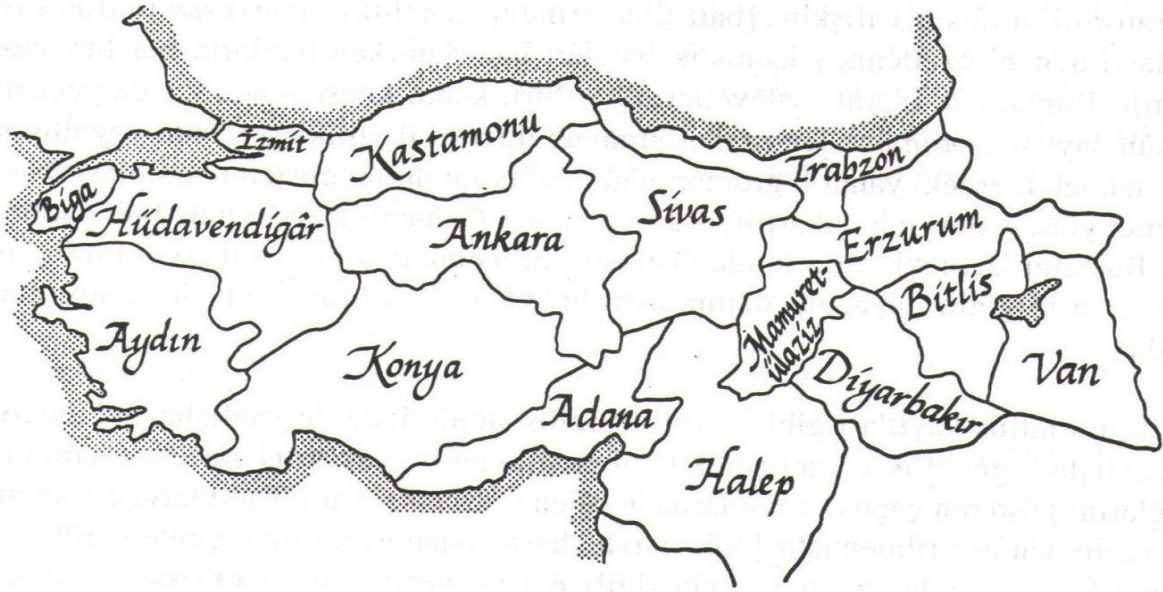 İzmit
Kastamonu
Trabzon
Biga
Hüdavendigâr
Ankara
Sivas
Erzurum
Bitlis
Aydın
Konya
Mamuret-
ülaziz
Van
Diyarbakır
Adana
Halep